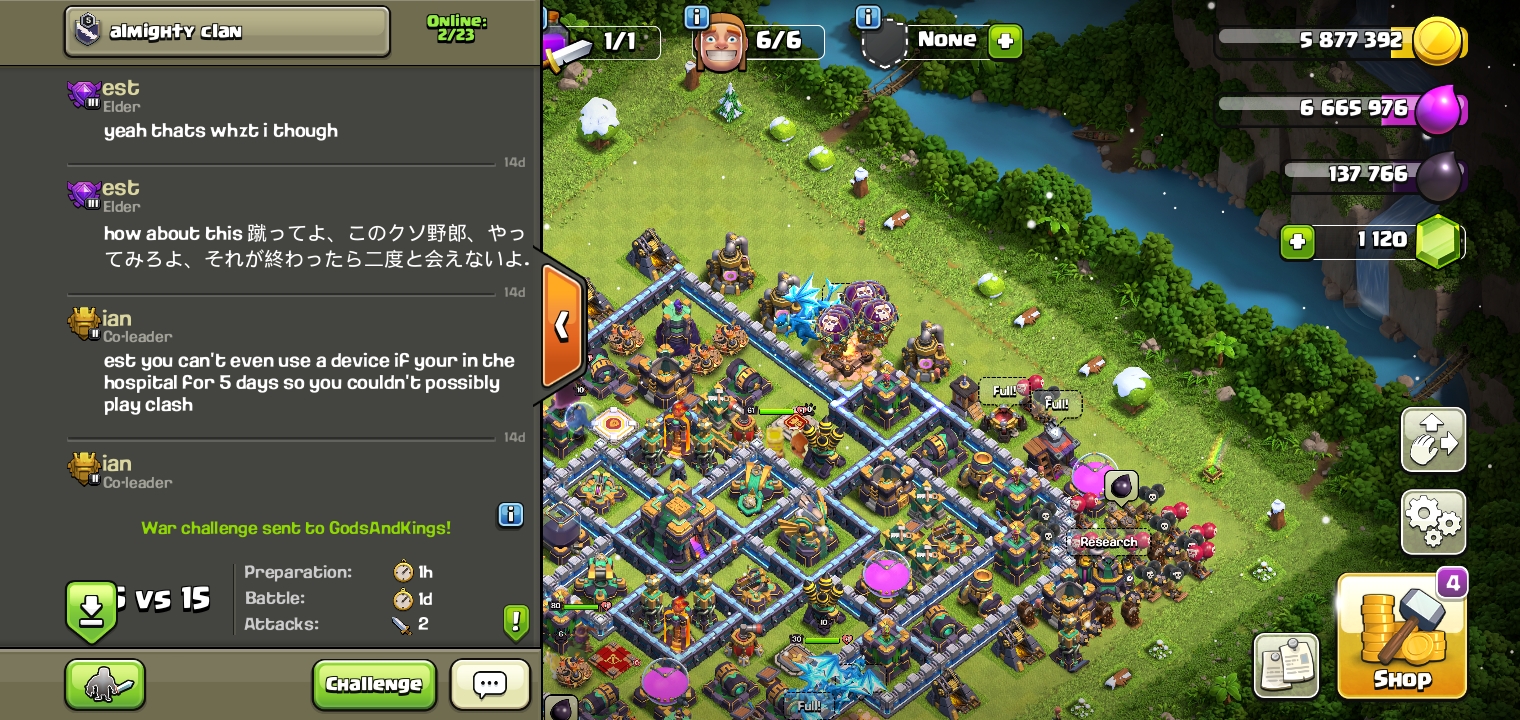 almighty clan
Online:
2/23
est
Elder
yeah thats whzt i though
14d
est
Elder
how about this 蹴ってよ、このクソ野郎、やっ
てみろよ、それが終わったら二度と会えないよ.
14d
ian
Co-leader
est you can't even use a device if your in the
hospital for 5 days so you couldn't possibly
play clash
14d
ian
Co-leader
War challenge sent to GodsAndKings!
vs 15
Preparation: 1h
Battle: 1d
Attacks: 2
Challenge
1/1
6/6
None
5 877 392
6 665 976
137 766
1 120
Full!
Full!
61
Research
80
30
10
Full!
4
Shop